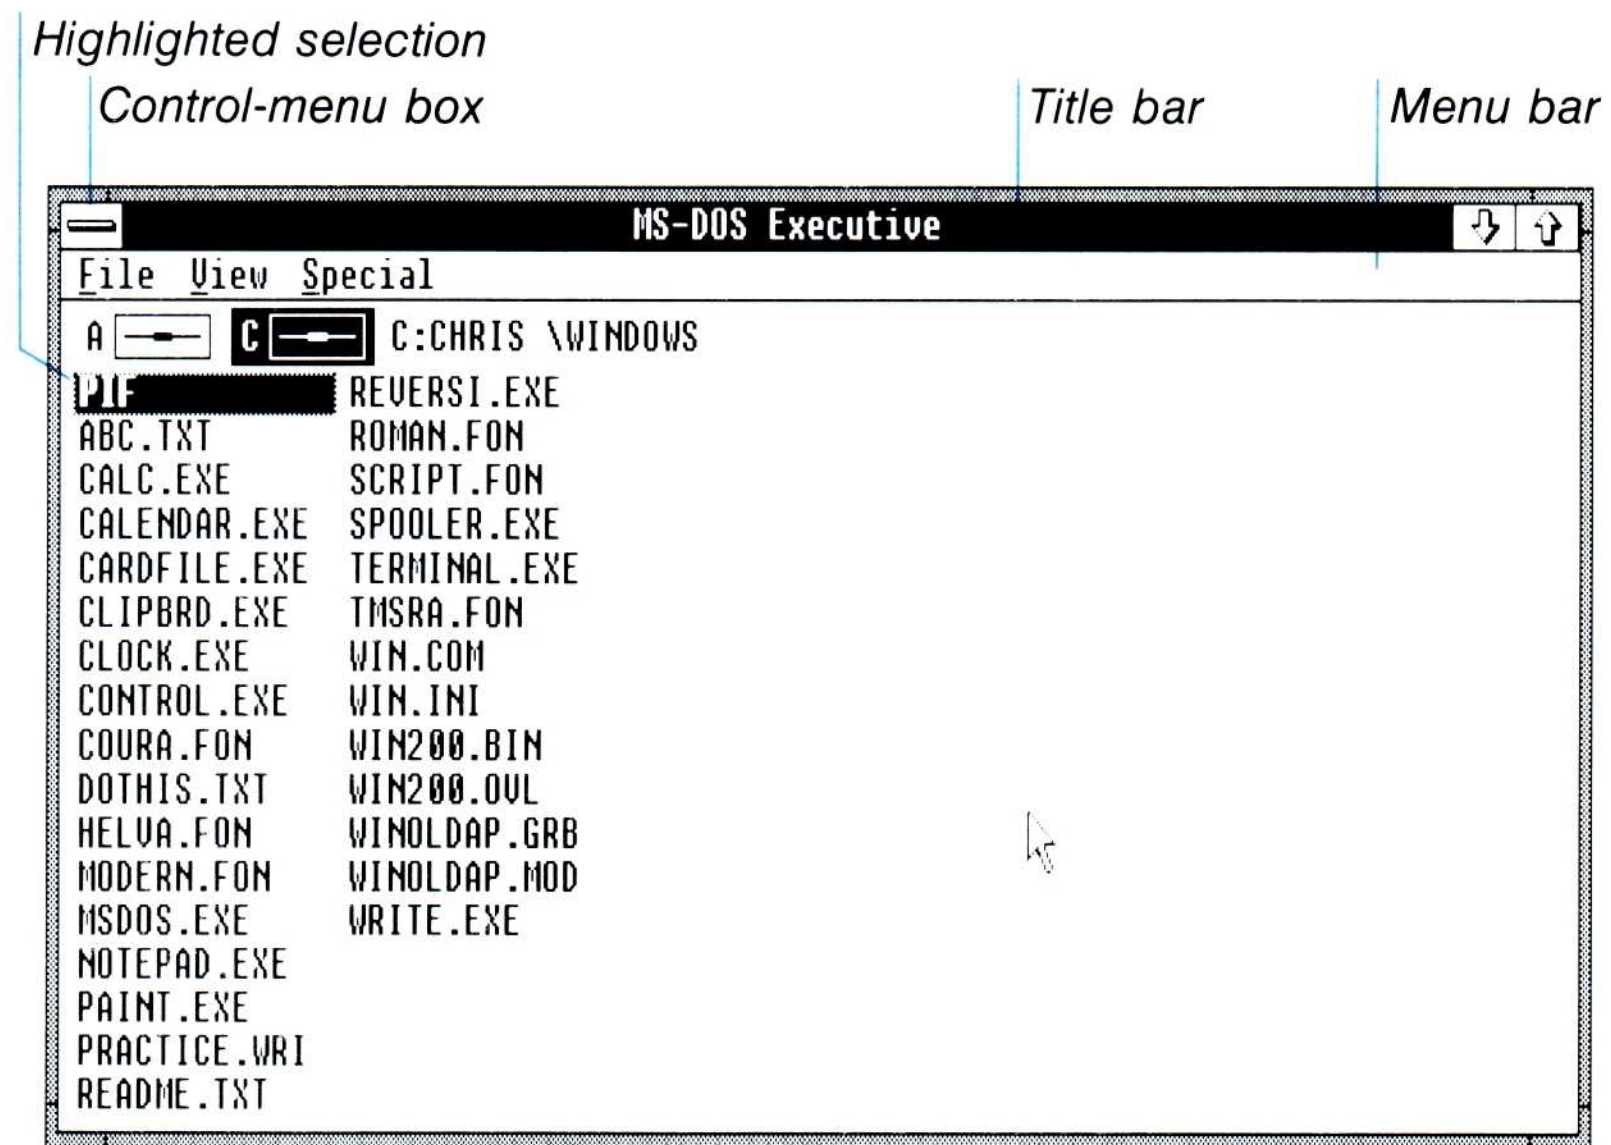 Highlighted selection
Control-menu box
Title bar
Menu bar
MS-DOS Executive
File View Special
A C C:CHRIS \WINDOWS
PIF
ABC.TXT
CALC.EXE
CALENDAR.EXE
CARDFILE.EXE
CLIPBRD.EXE
CLOCK.EXE
CONTROL.EXE
COURA.FON
DOTHIS.TXT
HELVA.FON
MODERN.FON
MSDOS.EXE
NOTEPAD.EXE
PAINT.EXE
PRACTICE.WRI
README.TXT
REVERSI.EXE
ROMAN.FON
SCRIPT.FON
SPOOLER.EXE
TERMINAL.EXE
TMSRA.FON
WIN.COM
WIN.INI
WIN200.BIN
WIN200.OVL
WINOLDAP.GRB
WINOLDAP.MOD
WRITE.EXE